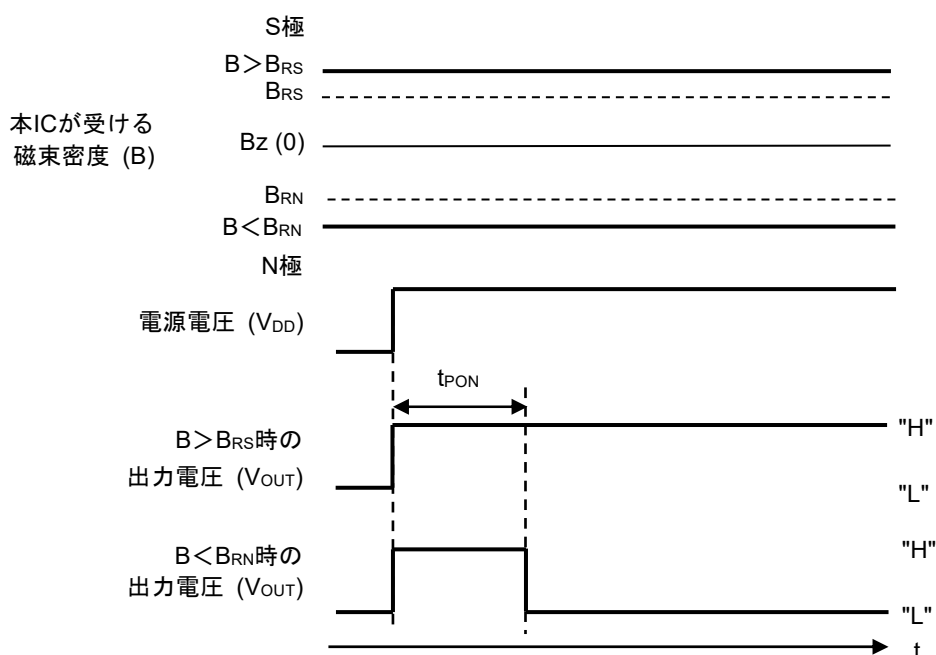 S極
B＞BRS
BRS
本ICが受ける
磁束密度 (B)
Bz (0)
BRN
B＜BRN
N極
電源電圧 (VDD)
tPON
B＞BRS時の
出力電圧 (VOUT)
"H"
"L"
B＜BRN時の
出力電圧 (VOUT)
"H"
"L"
t